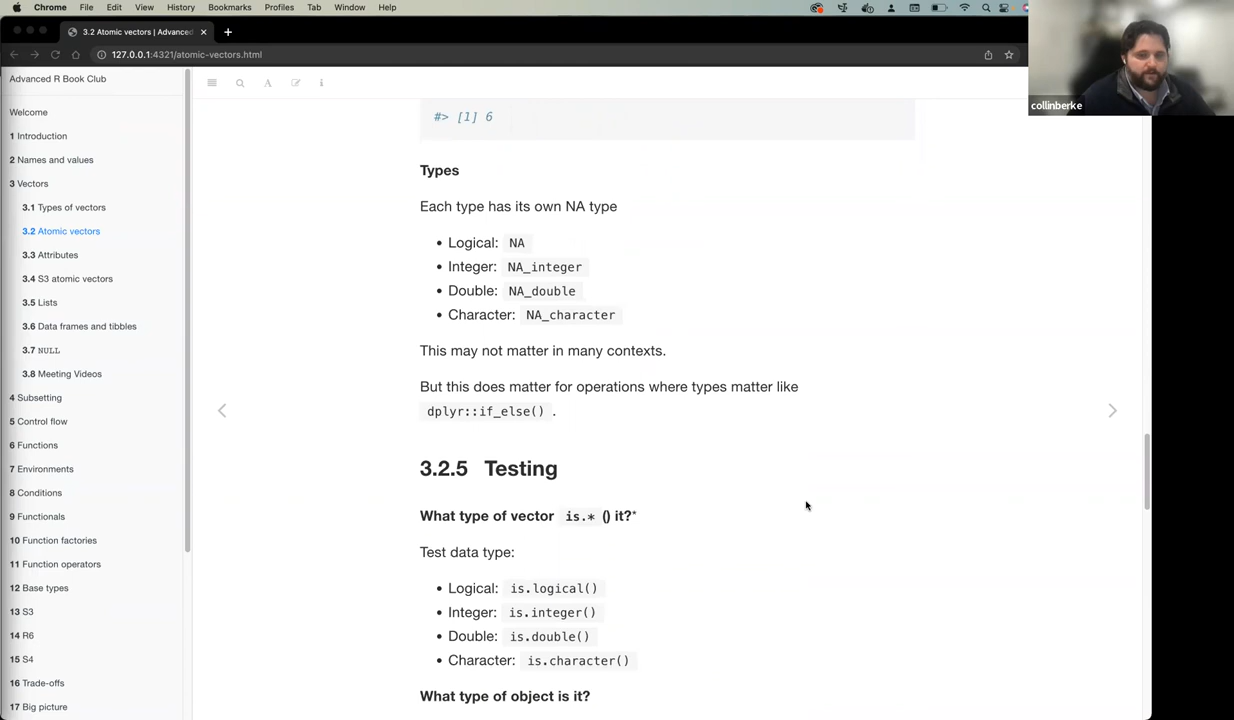 Chrome File Edit View History Bookmarks Profiles Tab Window Help
3.2 Atomic vectors | Advanced
127.0.0.1:4321/atomic-vectors.html
collinberke
Advanced R Book Club
Welcome
1 Introduction
2 Names and values
3 Vectors
3.1 Types of vectors
3.2 Atomic vectors
3.3 Attributes
3.4 S3 atomic vectors
3.5 Lists
3.6 Data frames and tibbles
3.7 NULL
3.8 Meeting Videos
4 Subsetting
5 Control flow
6 Functions
7 Environments
8 Conditions
9 Functionals
10 Function factories
11 Function operators
12 Base types
13 S3
14 R6
15 S4
16 Trade-offs
17 Big picture
#> [1] 6
Types
Each type has its own NA type
• Logical: NA
• Integer: NA_integer
• Double: NA_double
• Character: NA_character
This may not matter in many contexts.
But this does matter for operations where types matter like
dplyr::if_else() .
3.2.5 Testing
What type of vector is.* () it?*
Test data type:
• Logical: is.logical()
• Integer: is.integer()
• Double: is.double()
• Character: is.character()
What type of object is it?